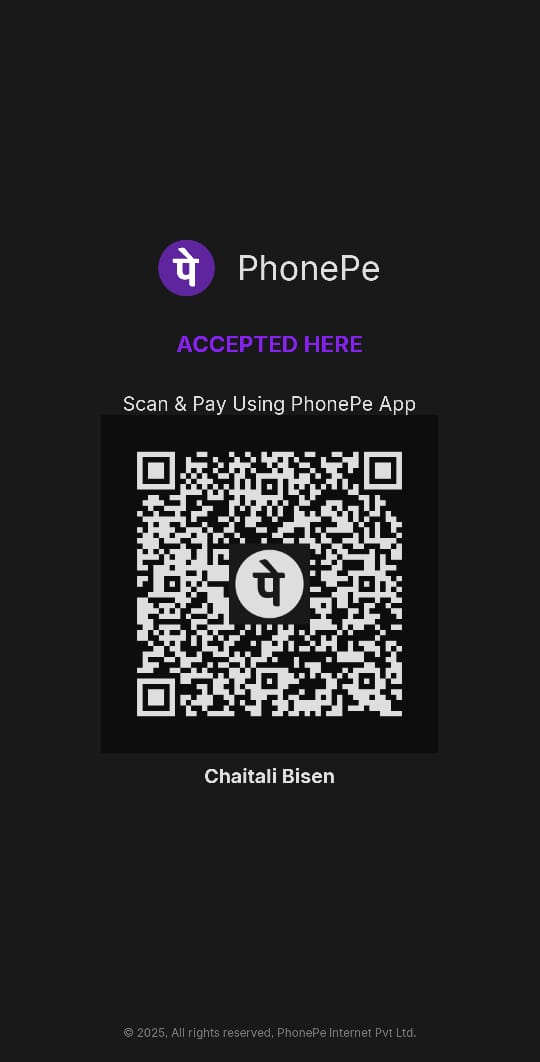 पे PhonePe
ACCEPTED HERE
Scan & Pay Using PhonePe App
पे
Chaitali Bisen
© 2025, All rights reserved, PhonePe Internet Pvt Ltd.